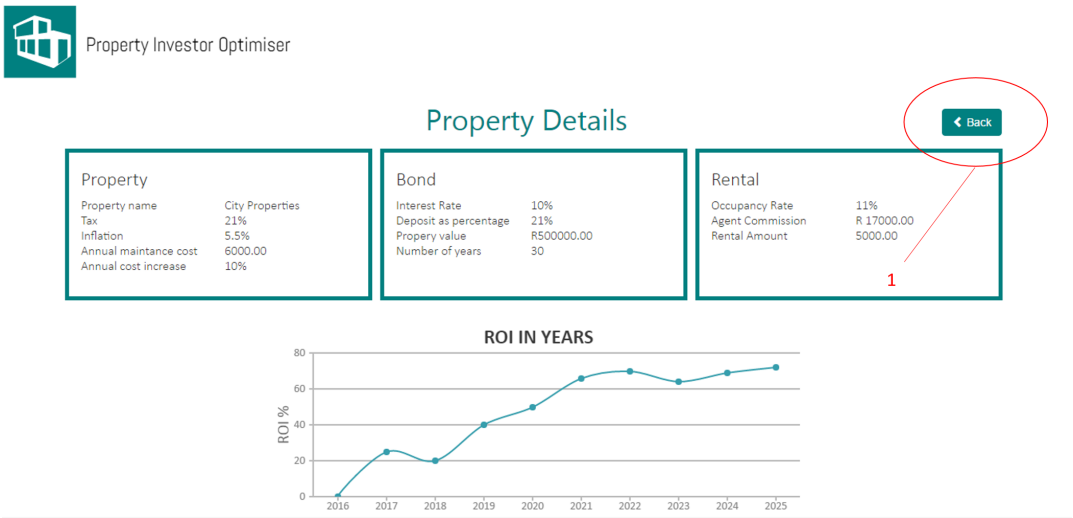 Property Investor Optimiser
Property Details
Back
Property
Property name City Properties
Tax 21%
Inflation 5.5%
Annual maintance cost 6000.00
Annual cost increase 10%
Bond
Interest Rate 10%
Deposit as percentage 21%
Propery value R500000.00
Number of years 30
Rental
Occupancy Rate 11%
Agent Commission R 17000.00
Rental Amount 5000.00
1
ROI IN YEARS
ROI %
80
60
40
20
0
2016 2017 2018 2019 2020 2021 2022 2023 2024 2025